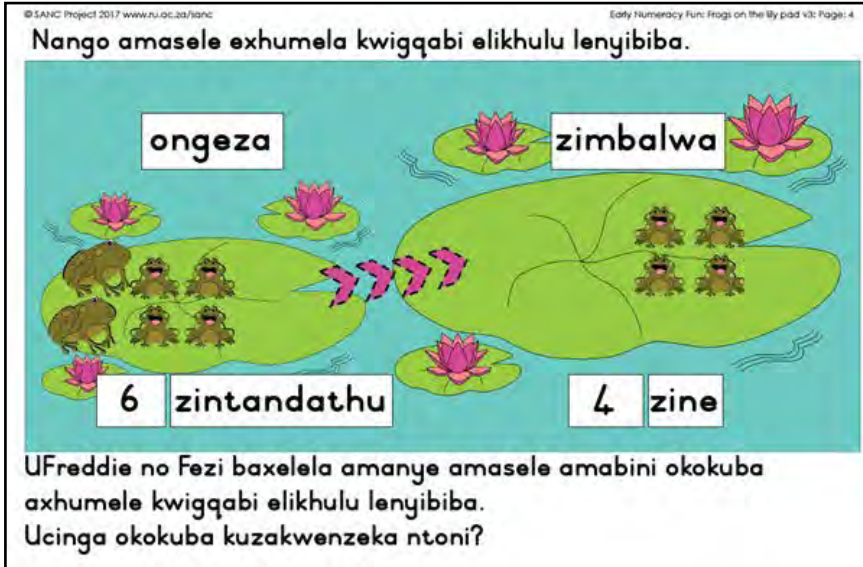 © SANC Project 2017 www.ru.ac.za/sanc
Early Numeracy Fun: Frogs on the lily pad v3: Page: 4
Nango amasele exhumela kwigqabi elikhulu lenyibiba.
ongeza
zimbalwa
6 zintandathu
4 zine
UFreddie no Fezi baxelela amanye amasele amabini okokuba
axhumele kwigqabi elikhulu lenyibiba.
Ucinga okokuba kuzakwenzeka ntoni?